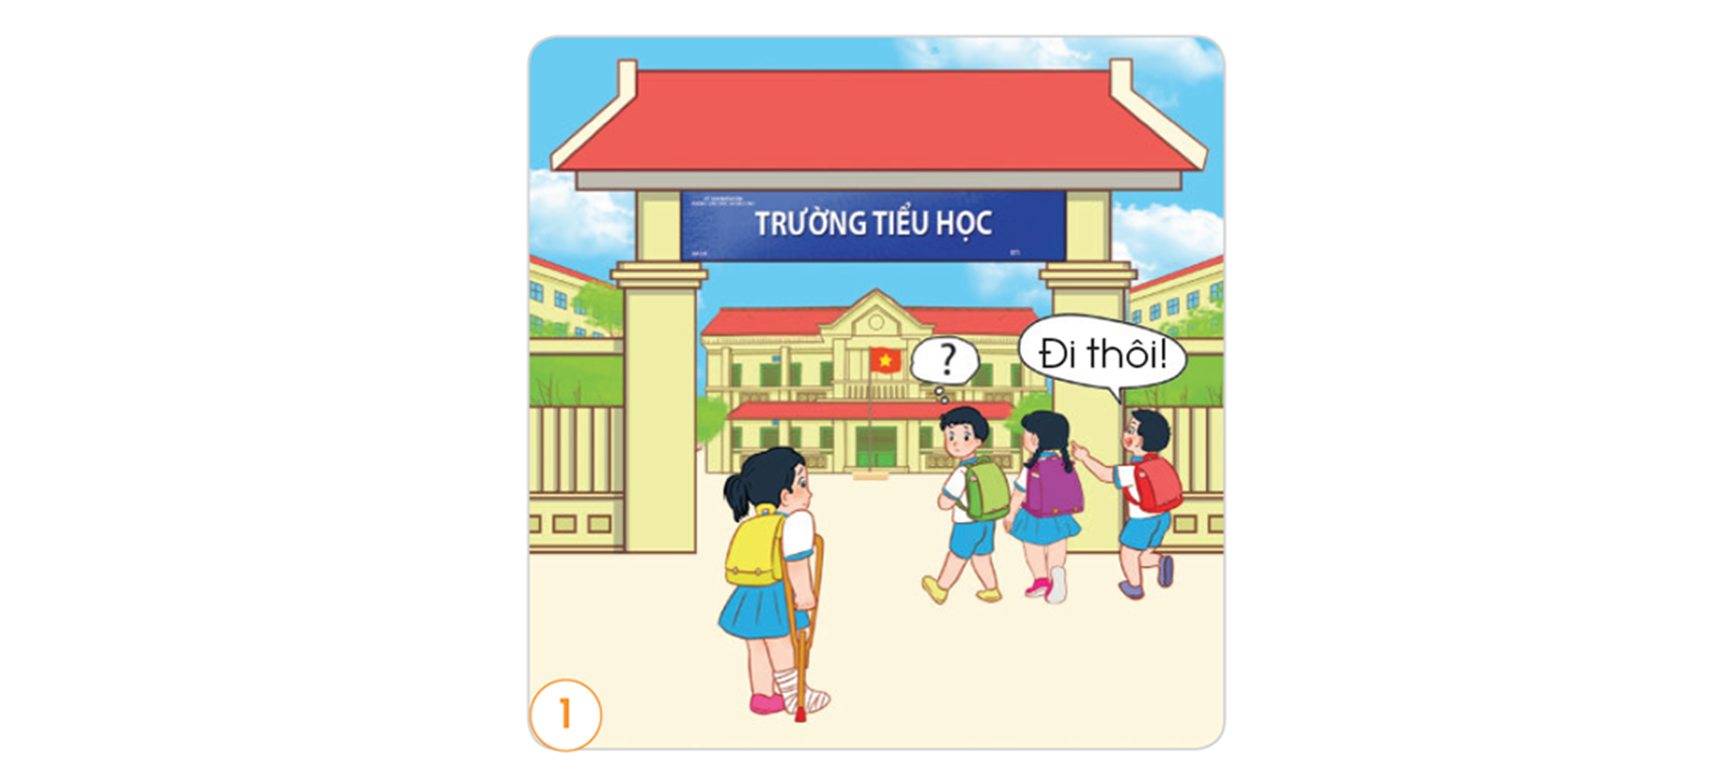 TRƯỜNG TIỂU HỌC
?
Đi thôi!
1